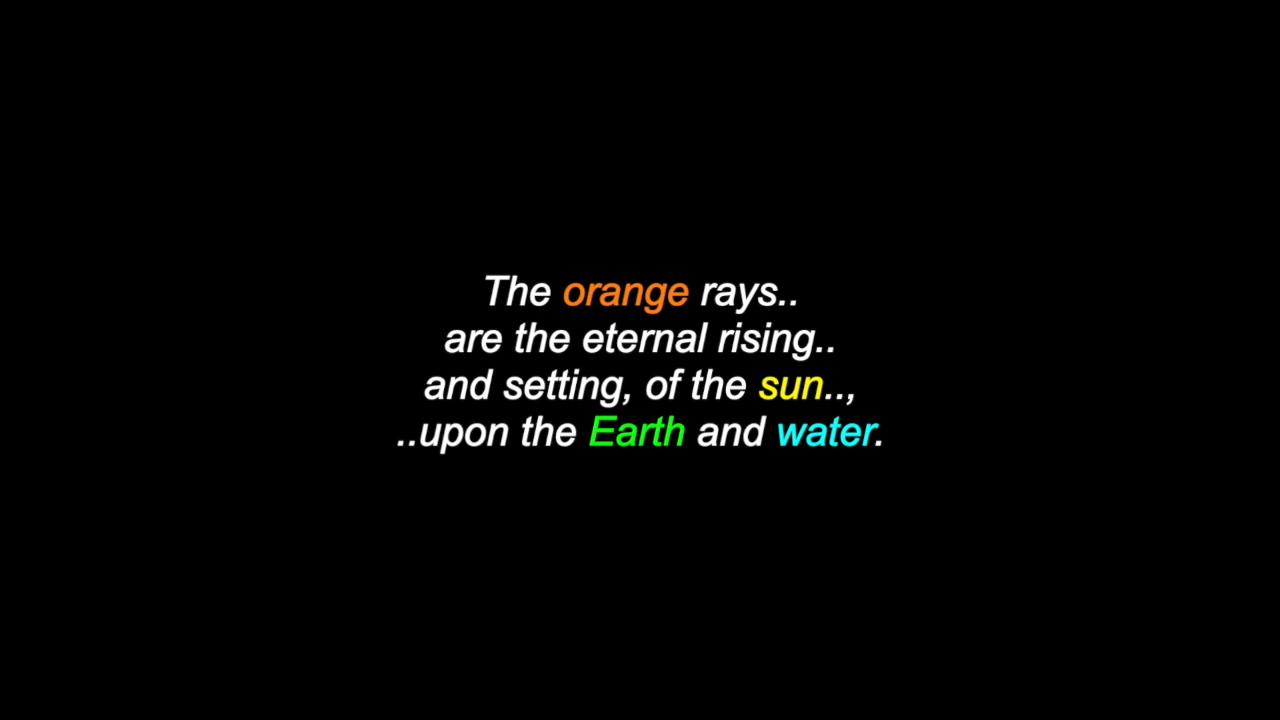 The orange rays..
are the eternal rising..
and setting, of the sun..,
..upon the Earth and water.